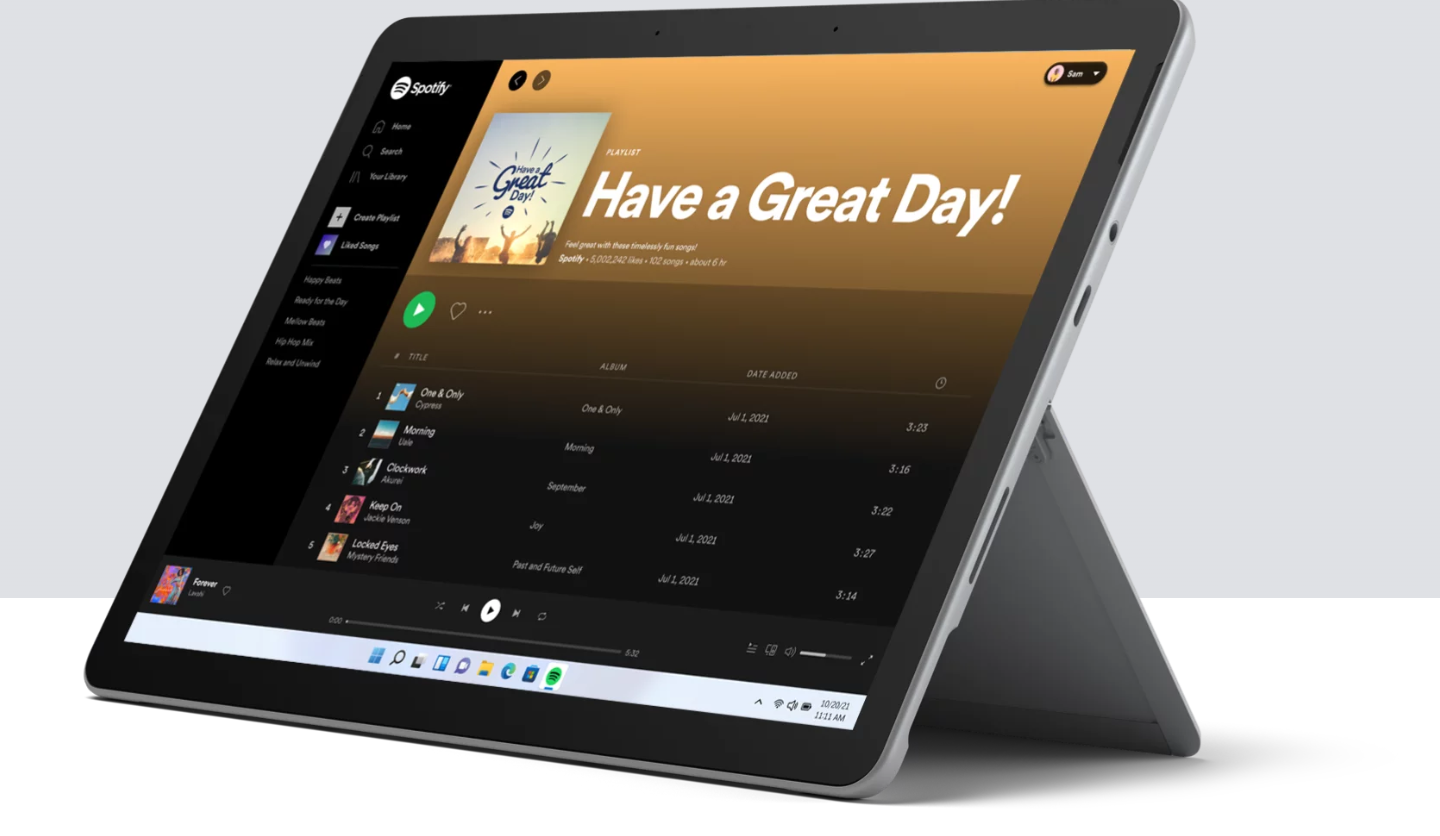 Spotify
Home
Search
Your Library
Create Playlist
Liked Songs
Happy Beats
Ready for the Day
Mellow Beats
Hip Hop Mix
Relax and Unwind
Sam
Have a
Great
Day!
PLAYLIST
Have a Great Day!
Feel great with these timelessly fun songs!
Spotify • 5,002,242 likes • 102 songs • about 6 hr
# TITLE ALBUM DATE ADDED
1 One & Only One & Only Jul 1, 2021 3:23
Cypress
2 Morning Morning Jul 1, 2021 3:16
Uale
3 Clockwork September Jul 1, 2021 3:22
Akurei
4 Keep On Joy Jul 1, 2021 3:27
Jackie Venson
5 Locked Eyes Past and Future Self Jul 1, 2021 3:14
Mystery Friends
Forever
0:00 5:32
10/20/21
11:11 AM